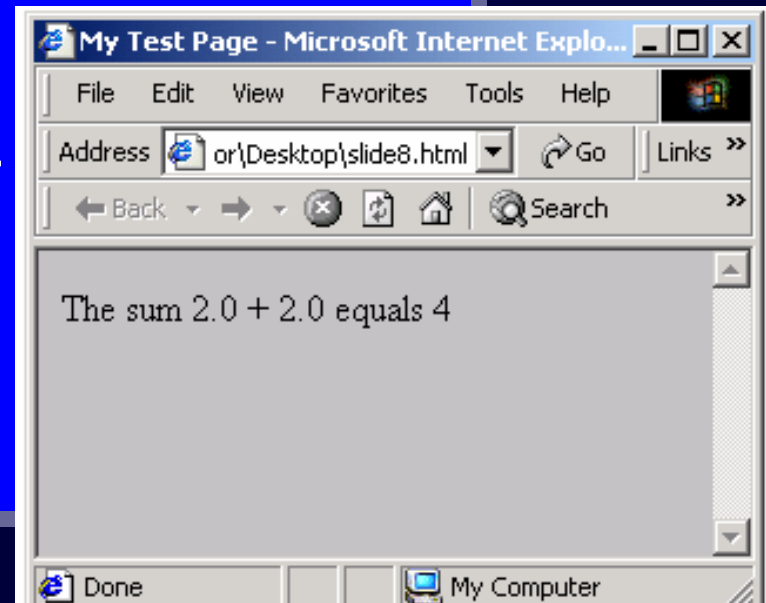 My Test Page - Microsoft Internet Explo...
File Edit View Favorites Tools Help
Address or\Desktop\slide8.html Go Links »
Back Search »
The sum 2.0 + 2.0 equals 4
Done My Computer